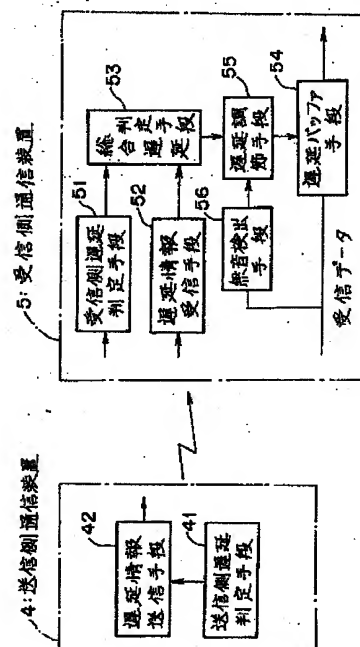 4:送信側通信装置
42
遅延情報
送信手段
41
送信側遅延
判定手段
5:受信側通信装置
51
受信側遅延
判定手段
52
遅延情報
受信手段
53
総合遅延
判定手段
56
無音検出
手段
55
遅延調
節手段
54
遅延バッファ
手段
受信データ